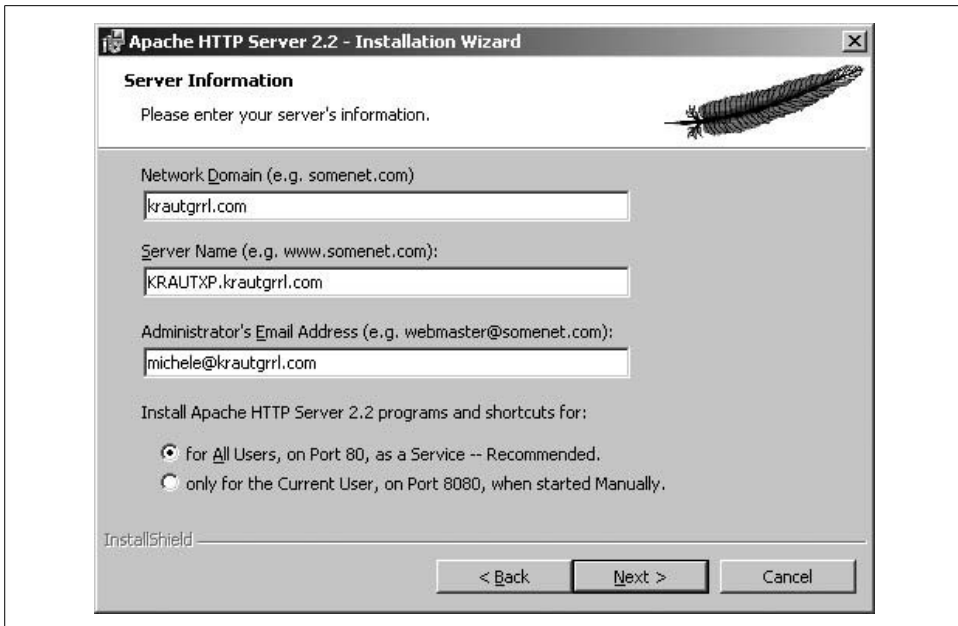 Apache HTTP Server 2.2 - Installation Wizard
Server Information
Please enter your server's information.
Network Domain (e.g. somenet.com)
krautgrrl.com
Server Name (e.g. www.somenet.com):
KRAUTXP.krautgrrl.com
Administrator's Email Address (e.g. webmaster@somenet.com):
michele@krautgrrl.com
Install Apache HTTP Server 2.2 programs and shortcuts for:
for All Users, on Port 80, as a Service -- Recommended.
only for the Current User, on Port 8080, when started Manually.
InstallShield
< Back Next > Cancel